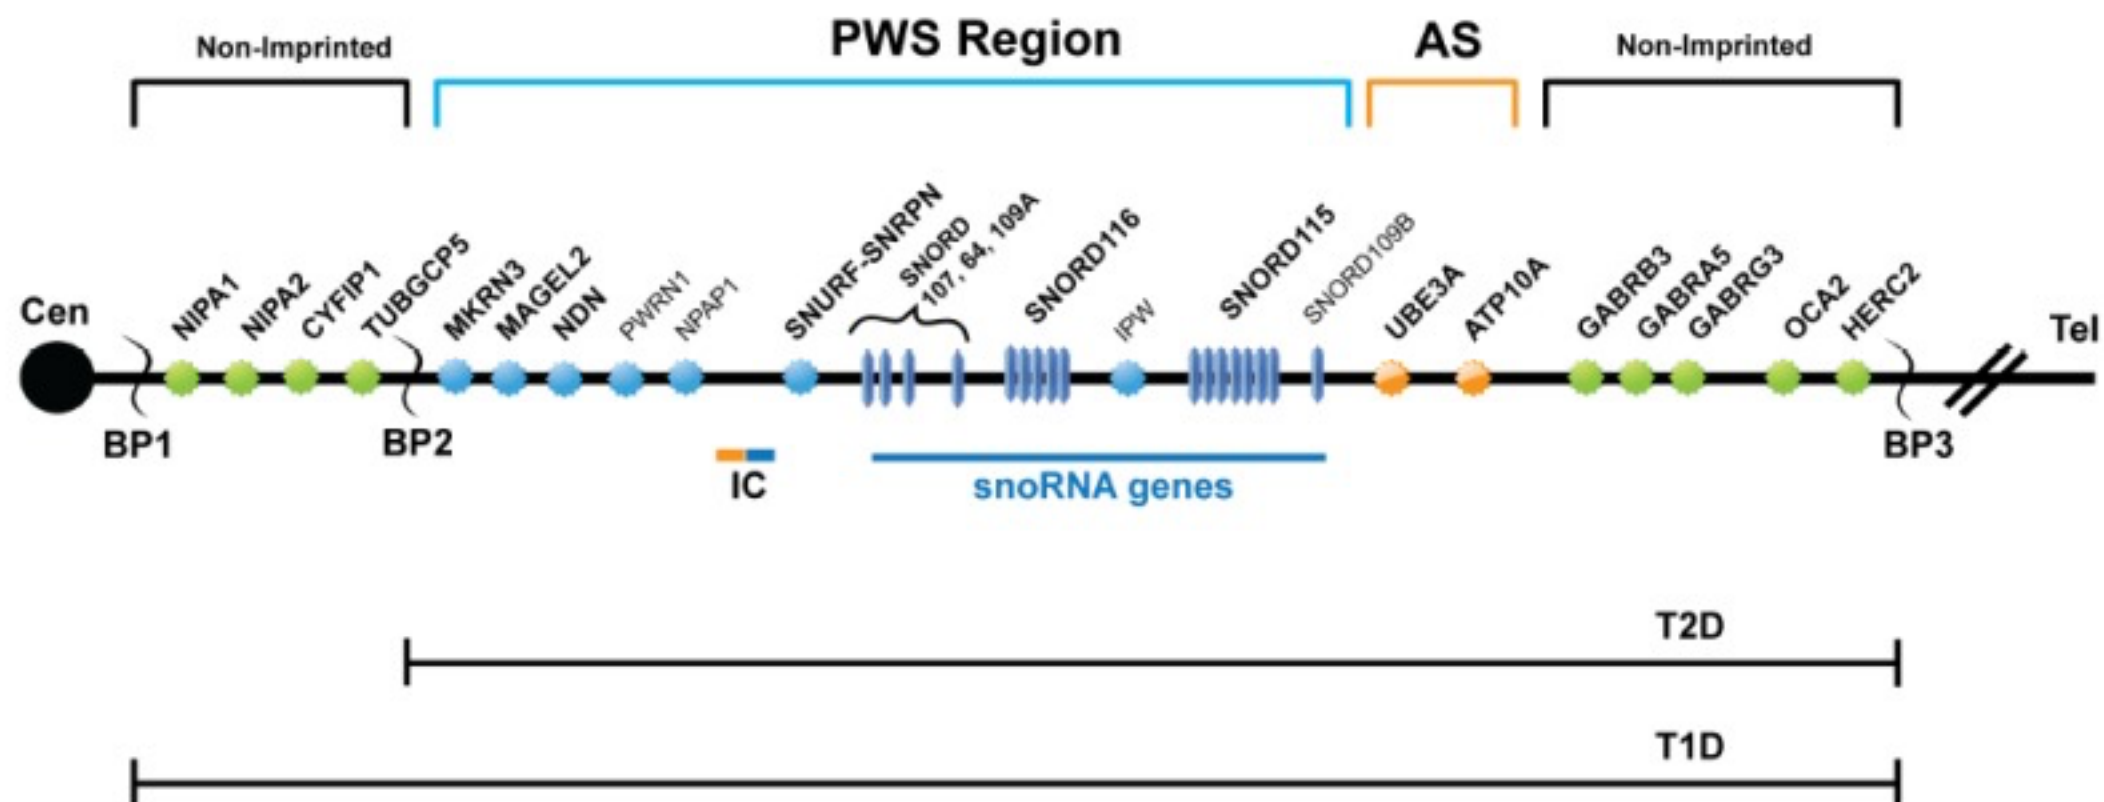 Non-Imprinted
PWS Region
AS
Non-Imprinted
Cen
NIPA1
NIPA2
CYFIP1
TUBGCP5
MKRN3
MAGEL2
NDN
PWRN1
NPAP1
SNURF-SNRPN
SNORD
107, 64, 109A
SNORD116
IPW
SNORD115
SNORD109B
UBE3A
ATP10A
GABRB3
GABRA5
GABRG3
OCA2
HERC2
Tel
BP1
BP2
BP3
IC
snoRNA genes
T2D
T1D